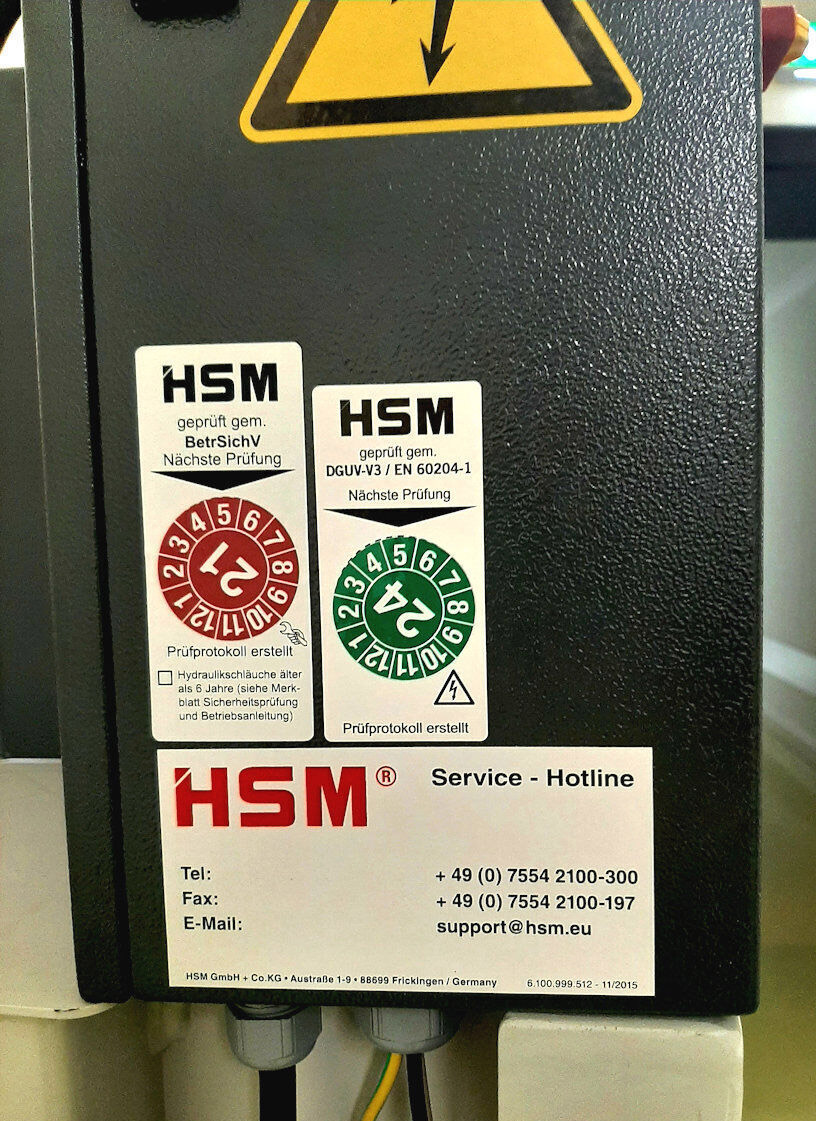 HSM
geprüft gem.
BetrSichV
Nächste Prüfung
1 2 3 4 5 6 7 8 9 10 11 12
21
Prüfprotokoll erstellt
Hydraulikschläuche älter
als 6 Jahre (siehe Merk-
blatt Sicherheitsprüfung
und Betriebsanleitung)
HSM
geprüft gem.
DGUV-V3 / EN 60204-1
Nächste Prüfung
1 2 3 4 5 6 7 8 9 10 11 12
24
Prüfprotokoll erstellt
HSM® Service - Hotline
Tel: + 49 (0) 7554 2100-300
Fax: + 49 (0) 7554 2100-197
E-Mail: support@hsm.eu
HSM GmbH + Co.KG • Austraße 1-9 • 88699 Frickingen / Germany 6.100.999.512 - 11/2015